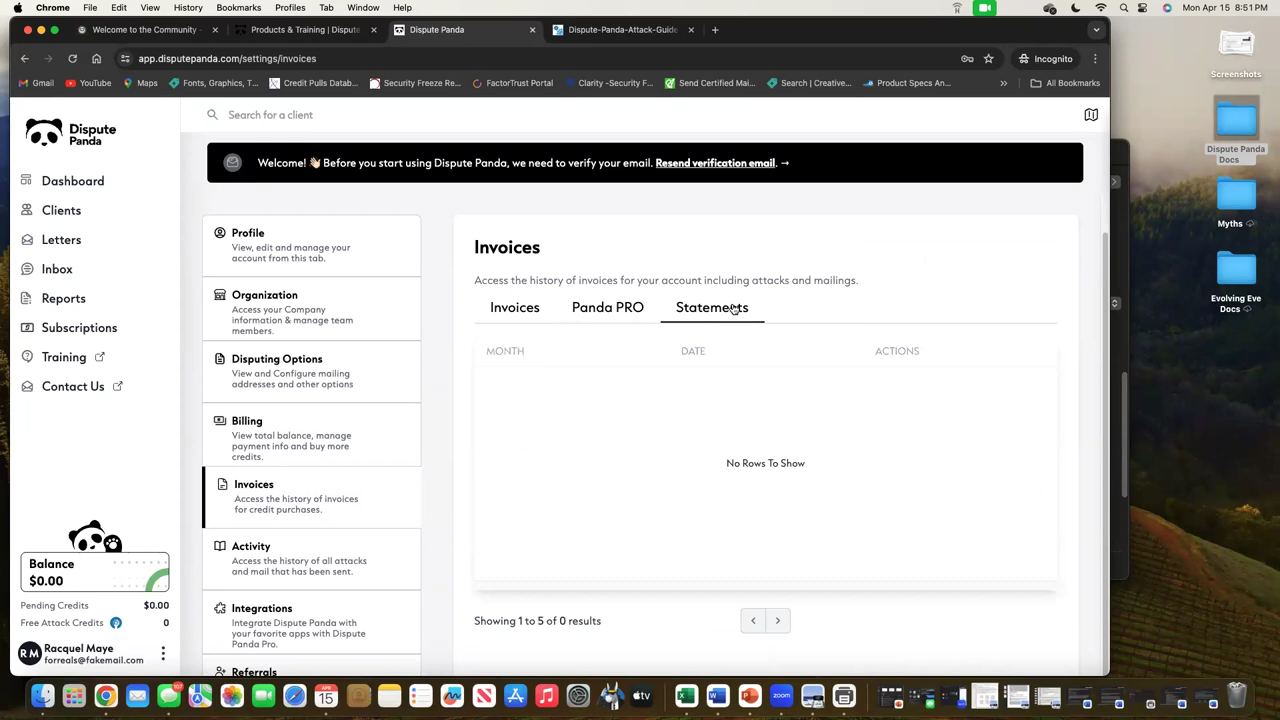 Chrome File Edit View History Bookmarks Profiles Tab Window Help
Mon Apr 15 8:51 PM
Welcome to the Community -
Products & Training | Dispute
Dispute Panda
Dispute-Panda-Attack-Guide
app.disputepanda.com/settings/invoices
Incognito
Gmail
YouTube
Maps
Fonts, Graphics, T...
Credit Pulls Datab...
Security Freeze Re...
FactorTrust Portal
Clarity -Security F...
Send Certified Mai...
Search | Creative...
Product Specs An...
»
All Bookmarks
Dispute
Panda
Search for a client
Welcome! 👋🏻 Before you start using Dispute Panda, we need to verify your email. Resend verification email. →
Dashboard
Clients
Letters
Inbox
Reports
Subscriptions
Training
Contact Us
Balance
$0.00
Pending Credits $0.00
Free Attack Credits 0
RM
Racquel Maye
forreals@fakemail.com
Profile
View, edit and manage your
account from this tab.
Organization
Access your Company
information & manage team
members.
Disputing Options
View and Configure mailing
addresses and other options
Billing
View total balance, manage
payment info and buy more
credits.
Invoices
Access the history of invoices
for credit purchases.
Activity
Access the history of all attacks
and mail that has been sent.
Integrations
Integrate Dispute Panda with
your favorite apps with Dispute
Panda Pro.
Referrals
Invoices
Access the history of invoices for your account including attacks and mailings.
Invoices Panda PRO Statements
MONTH DATE ACTIONS
No Rows To Show
Showing 1 to 5 of 0 results
Screenshots
Dispute Panda
Docs
Myths
Evolving Eve
Docs
APR
15
tv
zoom